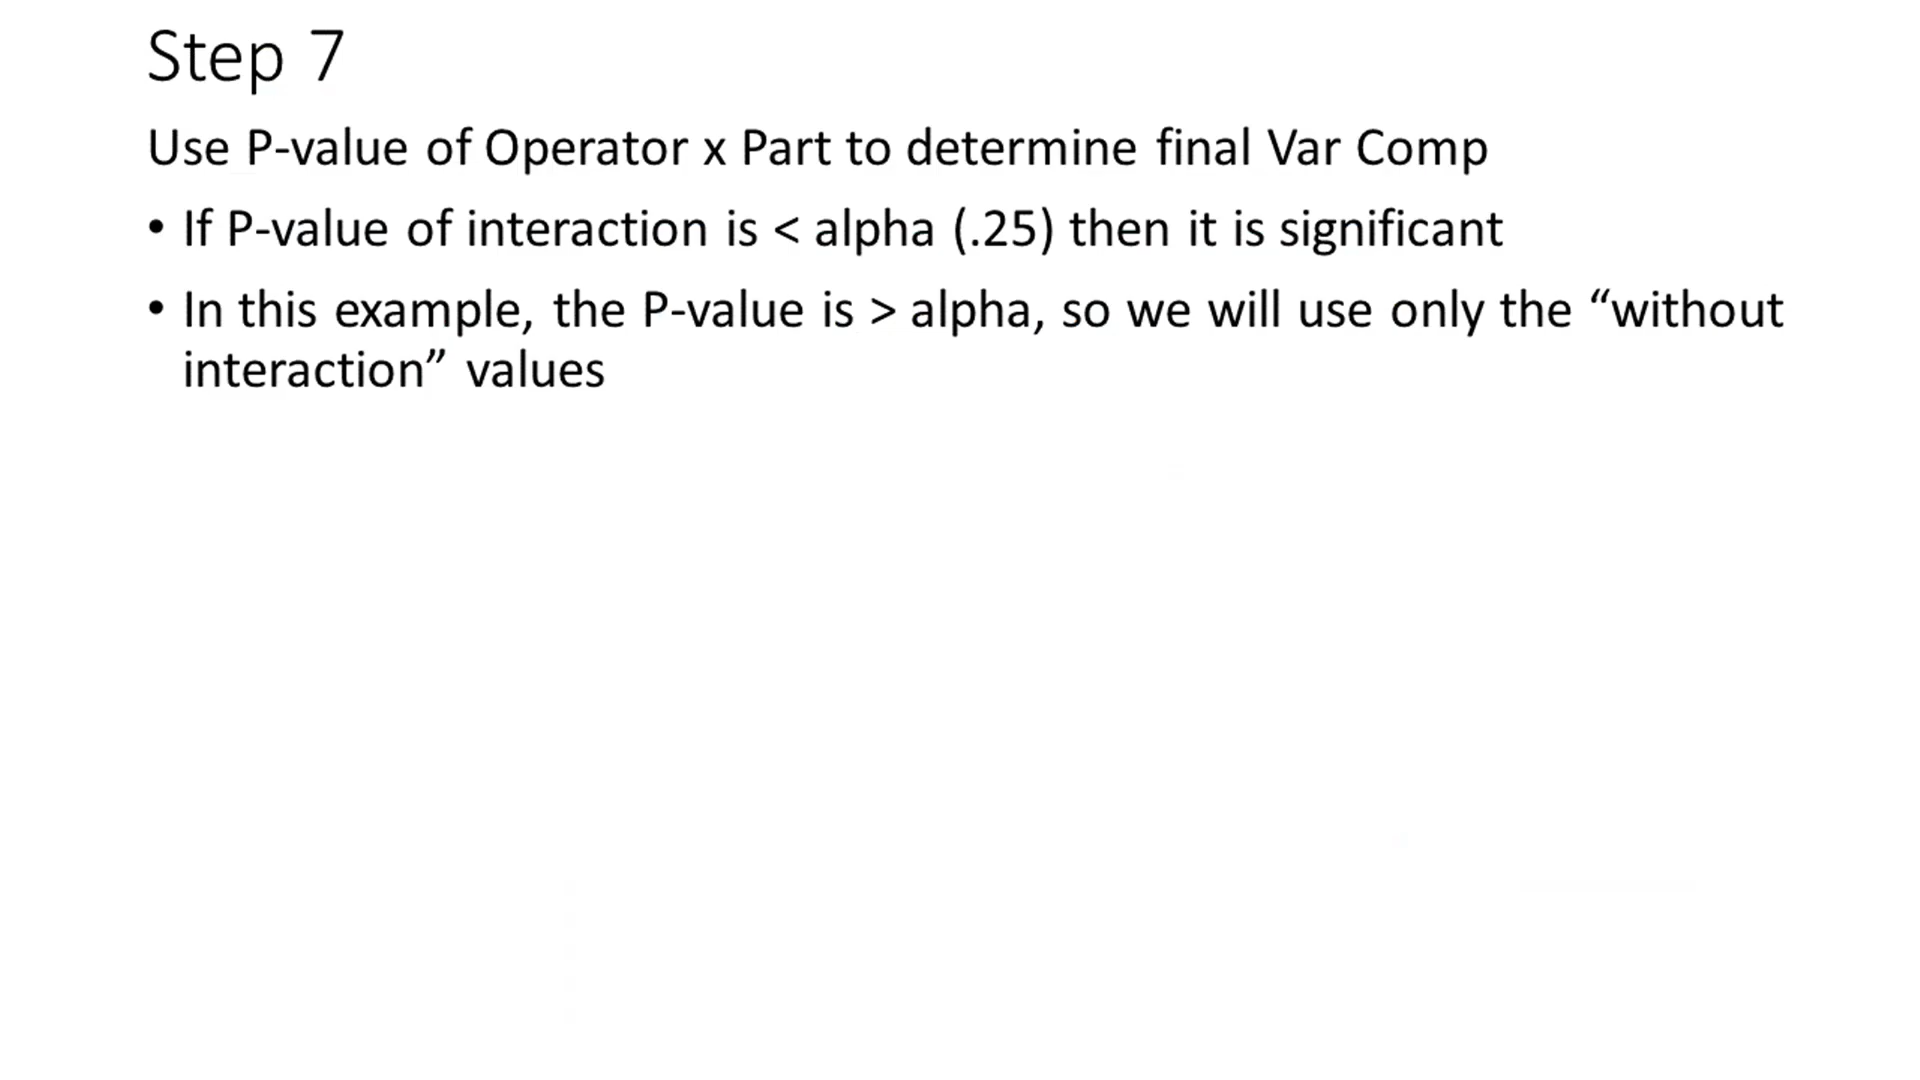 Step 7
Use P-value of Operator x Part to determine final Var Comp
• If P-value of interaction is < alpha (.25) then it is significant
• In this example, the P-value is > alpha, so we will use only the “without
interaction” values